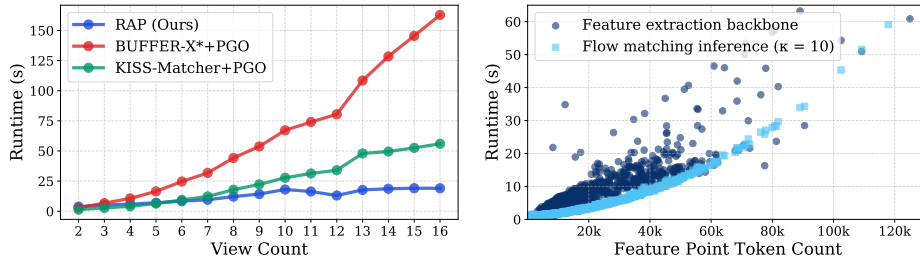 RAP (Ours)
BUFFER-X*+PGO
KISS-Matcher+PGO
Runtime (s)
150
125
100
75
50
25
0
2 3 4 5 6 7 8 9 10 11 12 13 14 15 16
View Count
Feature extraction backbone
Flow matching inference (κ = 10)
Runtime (s)
60
50
40
30
20
10
0
20k 40k 60k 80k 100k 120k
Feature Point Token Count